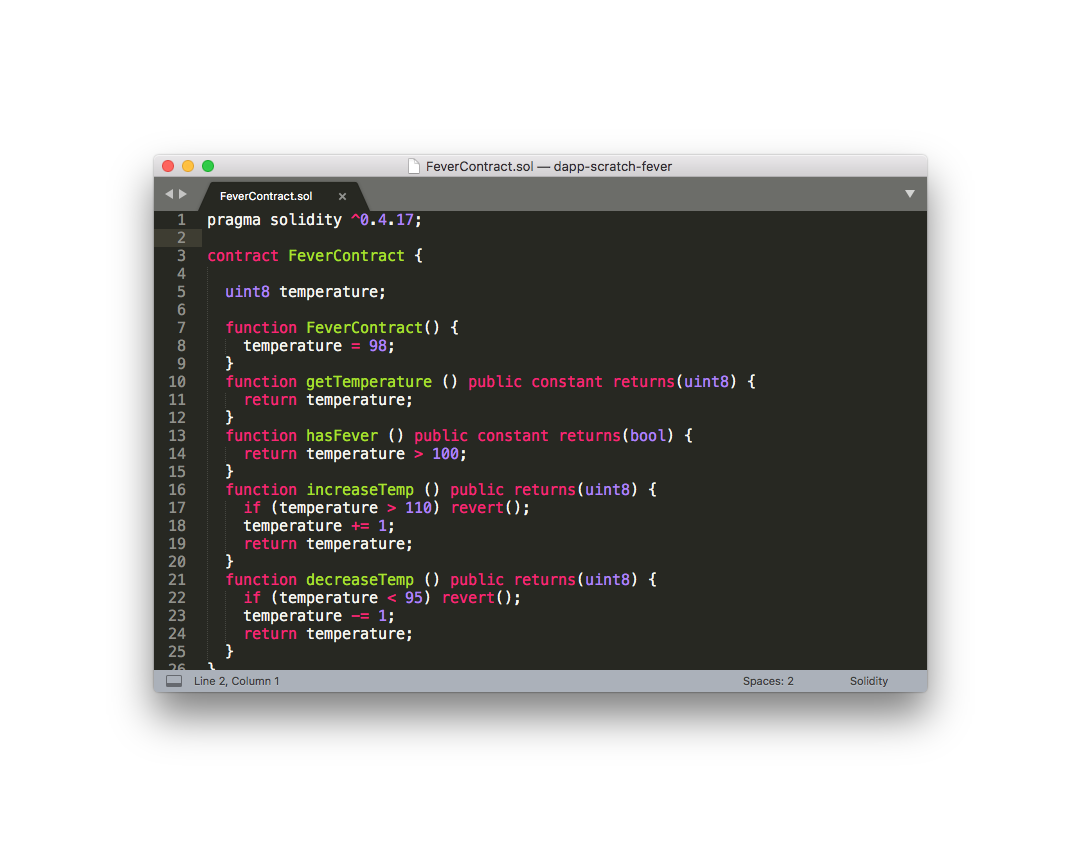 FeverContract.sol — dapp-scratch-fever
FeverContract.sol ×
1 pragma solidity ^0.4.17;
2
3 contract FeverContract {
4
5   uint8 temperature;
6
7   function FeverContract() {
8     temperature = 98;
9   }
10   function getTemperature () public constant returns(uint8) {
11     return temperature;
12   }
13   function hasFever () public constant returns(bool) {
14     return temperature > 100;
15   }
16   function increaseTemp () public returns(uint8) {
17     if (temperature > 110) revert();
18     temperature += 1;
19     return temperature;
20   }
21   function decreaseTemp () public returns(uint8) {
22     if (temperature < 95) revert();
23     temperature -= 1;
24     return temperature;
25   }
26 }
Line 2, Column 1 Spaces: 2 Solidity